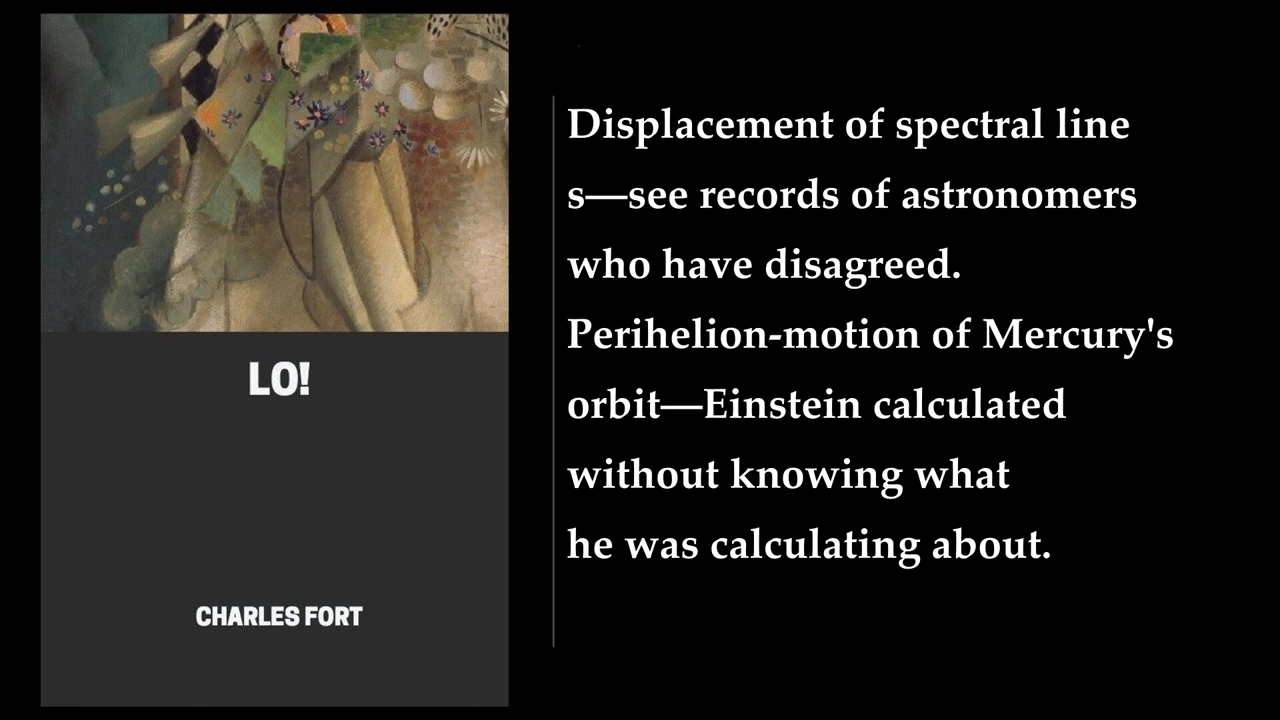 LO!
CHARLES FORT
Displacement of spectral line
s—see records of astronomers
who have disagreed.
Perihelion-motion of Mercury's
orbit—Einstein calculated
without knowing what
he was calculating about.